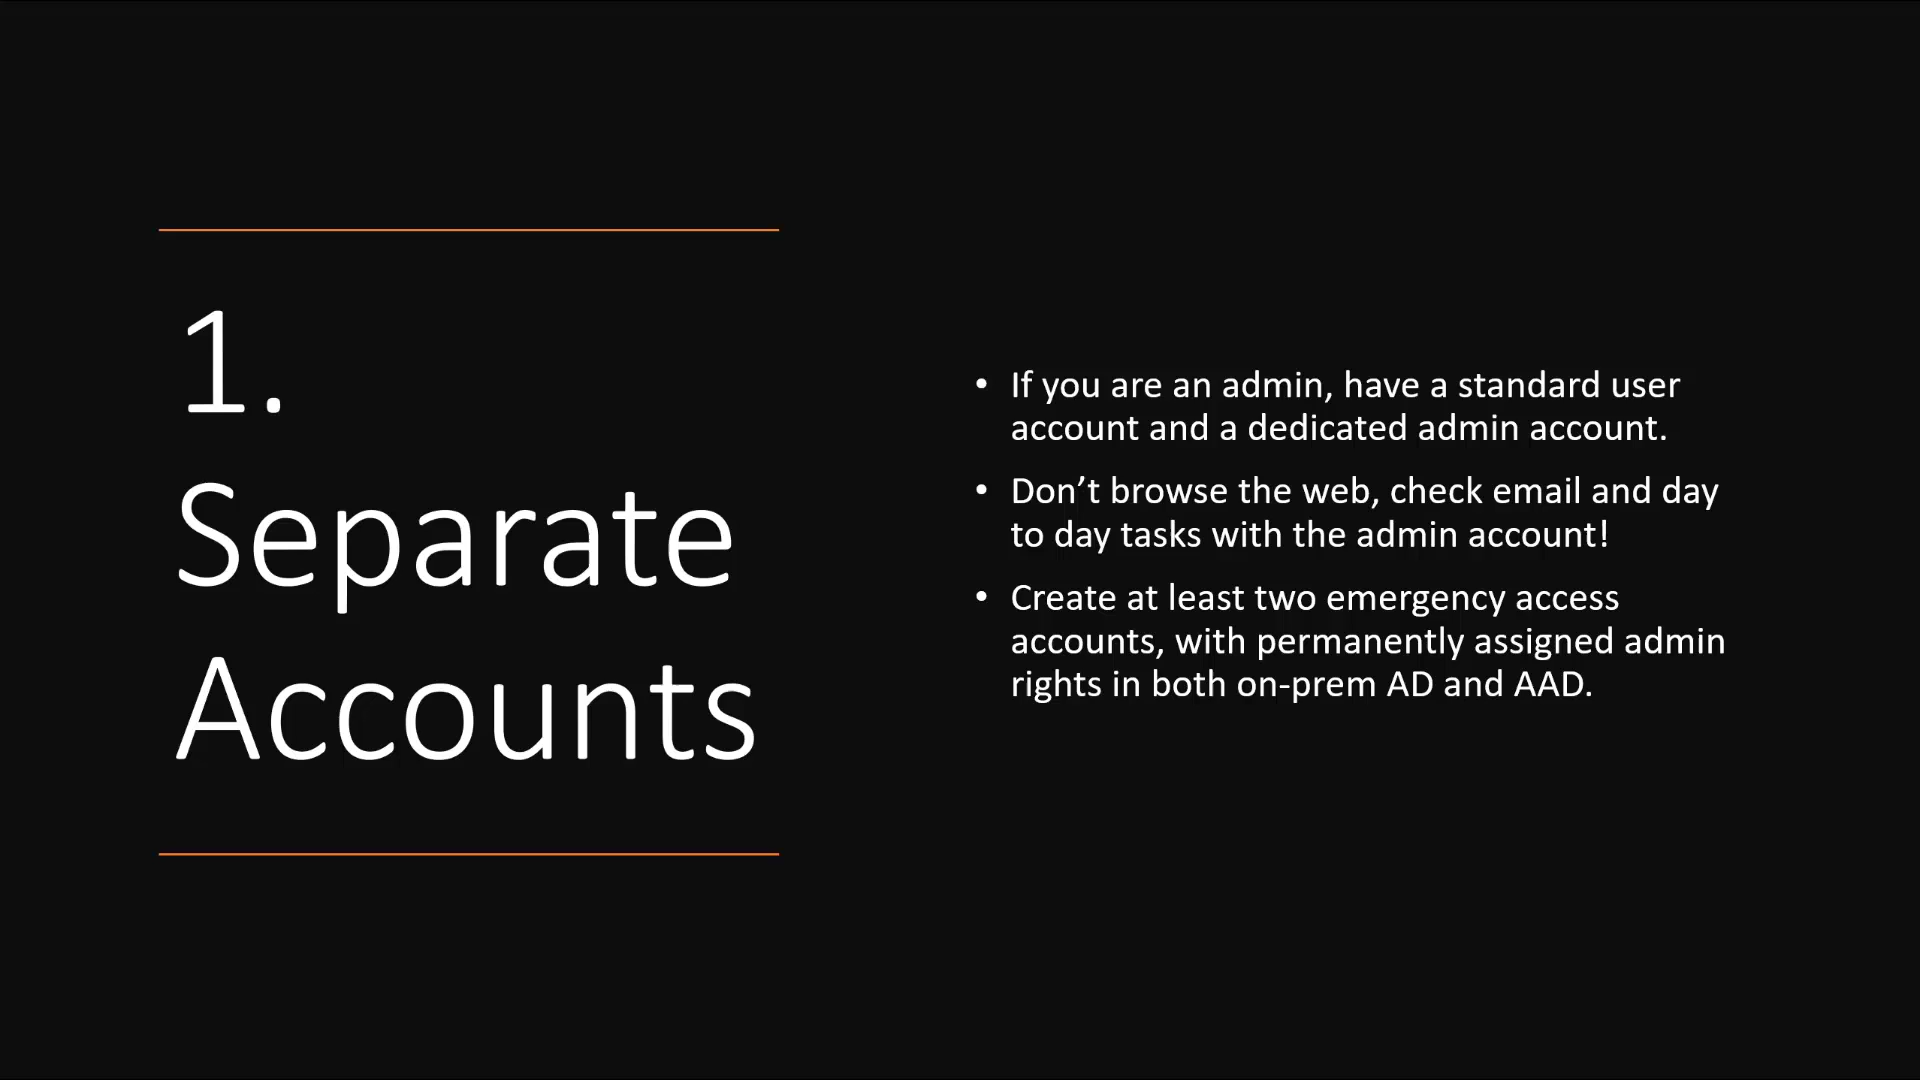 1.
Separate
Accounts
• If you are an admin, have a standard user
account and a dedicated admin account.
• Don’t browse the web, check email and day
to day tasks with the admin account!
• Create at least two emergency access
accounts, with permanently assigned admin
rights in both on-prem AD and AAD.